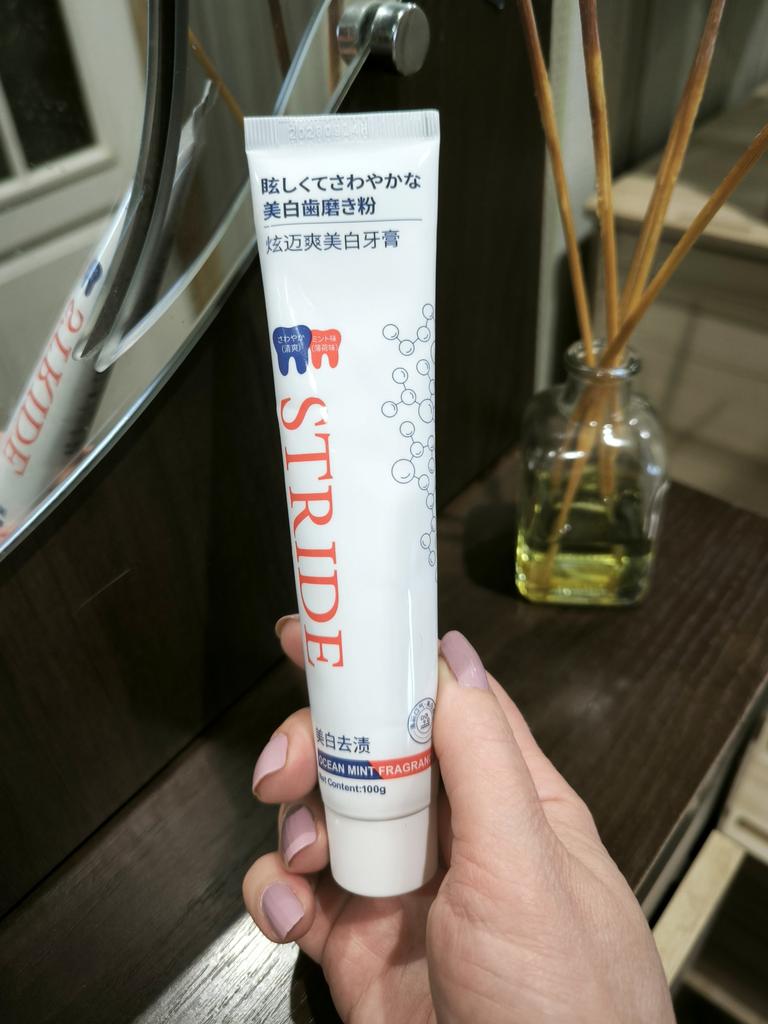 眩しくてさわやかな
美白歯磨き粉
炫迈爽美白牙膏
さわやか
(清爽)
ミント味
(薄荷味)
STRIDE
美白去渍
OCEAN MINT FRAGRAN
Net Content:100g
STRIDE